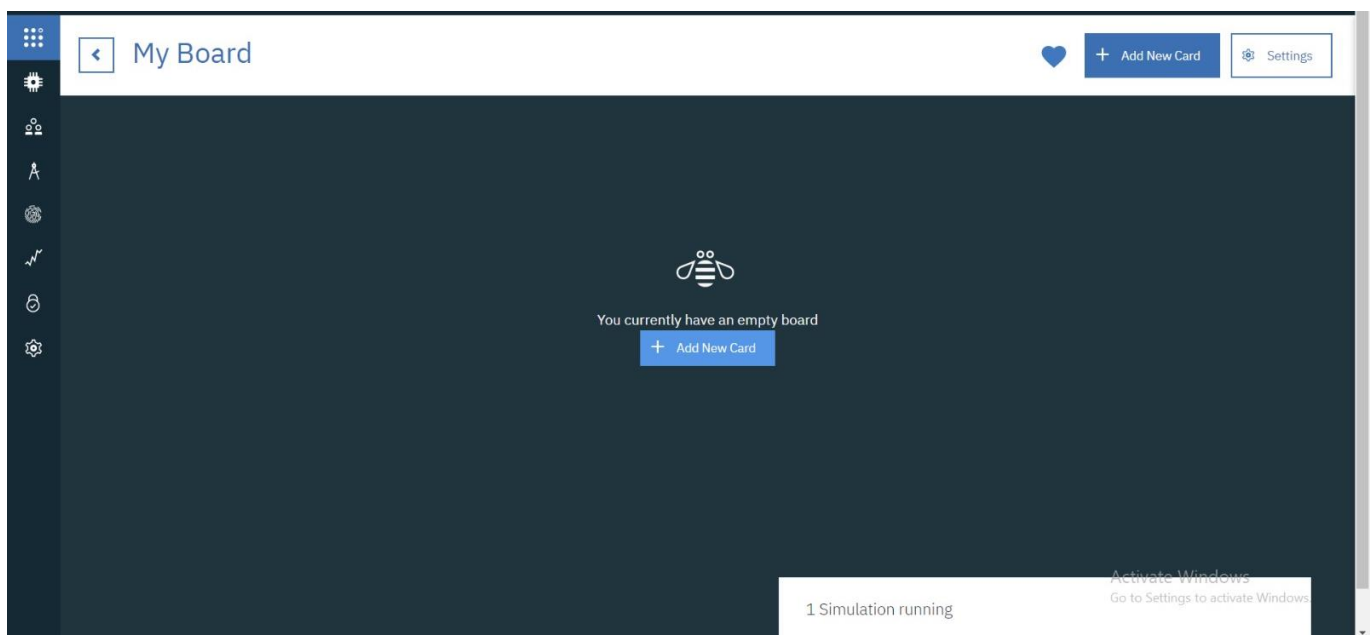 My Board
+ Add New Card
Settings
You currently have an empty board
+ Add New Card
1 Simulation running
Activate Windows
Go to Settings to activate Windows.